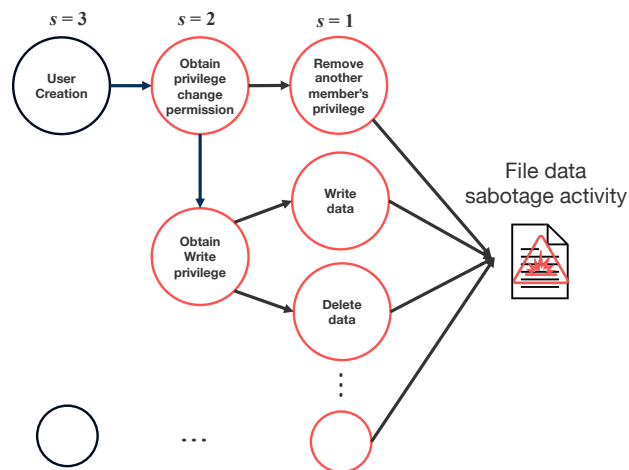 s = 3
s = 2
s = 1
User
Creation
Obtain
privilege
change
permission
Remove
another
member's
privilege
File data
sabotage activity
Write
data
Obtain
Write
privilege
Delete
data
...
...